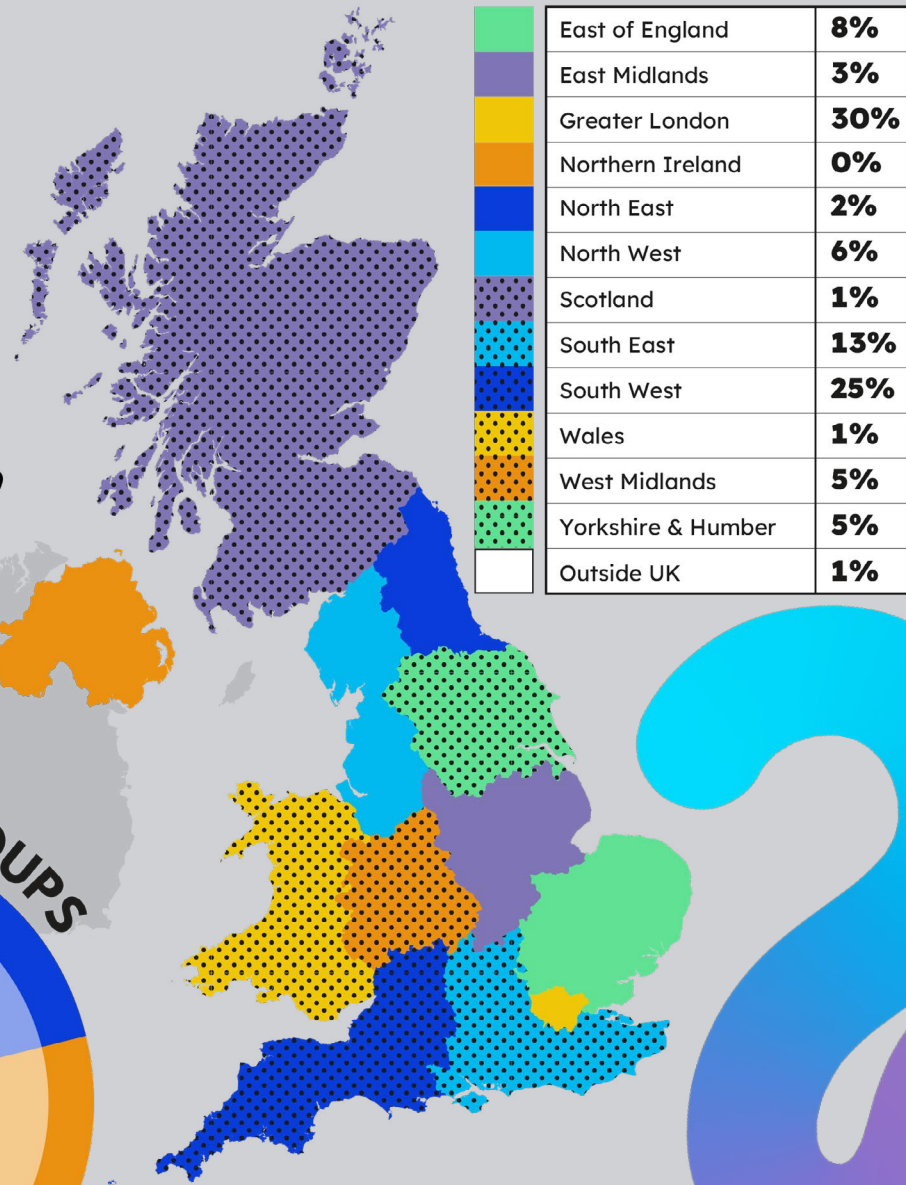 East of England 8%
East Midlands 3%
Greater London 30%
Northern Ireland 0%
North East 2%
North West 6%
Scotland 1%
South East 13%
South West 25%
Wales 1%
West Midlands 5%
Yorkshire & Humber 5%
Outside UK 1%